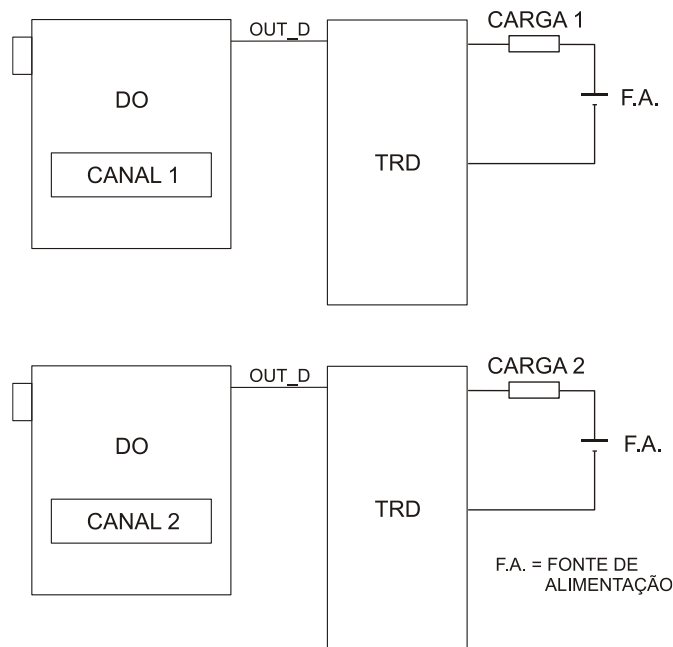 OUT_D
CARGA 1
DO
CANAL 1
TRD
F.A.
OUT_D
CARGA 2
DO
CANAL 2
TRD
F.A.
F.A. = FONTE DE
ALIMENTAÇÃO